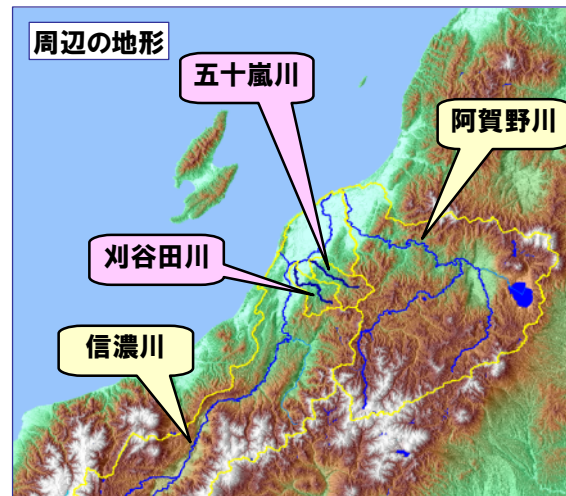 周辺の地形
五十嵐川
阿賀野川
刈谷田川
信濃川